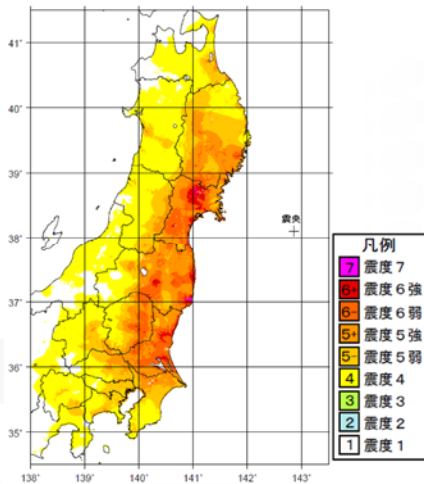 41゜
40゜
39゜
震央
38゜
凡例
7 震度7
6+ 震度6強
37゜
6- 震度6弱
5+ 震度5強
5- 震度5弱
36゜
4 震度4
3 震度3
2 震度2
35゜
1 震度1
138゜ 139゜ 140゜ 141゜ 142゜ 143゜